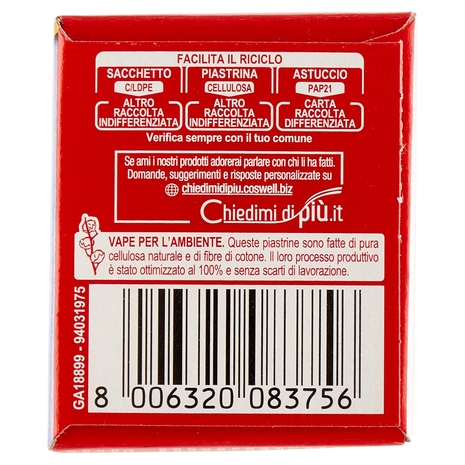 FACILITA IL RICICLO
SACCHETTO PIASTRINA ASTUCCIO
C/LDPE CELLULOSA PAP21
ALTRO ALTRO CARTA
RACCOLTA RACCOLTA RACCOLTA
INDIFFERENZIATA INDIFFERENZIATA DIFFERENZIATA
Verifica sempre con il tuo comune
Se ami i nostri prodotti adorerai parlare con chi li ha fatti.
Domande, suggerimenti e risposte personalizzate su
chiedimidipiu.coswell.biz
Chiedimi di più.it
VAPE PER L'AMBIENTE. Queste piastrine sono fatte di pura
cellulosa naturale e di fibre di cotone. Il loro processo produttivo
è stato ottimizzato al 100% e senza scarti di lavorazione.
GA18899 - 94031975
8 006320 083756